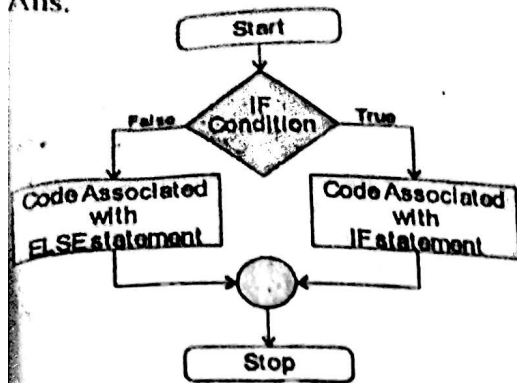 Ans.
Start
IF
Condition
False
True
Code Associated
with
ELSE statement
Code Associated
with
IF statement
Stop